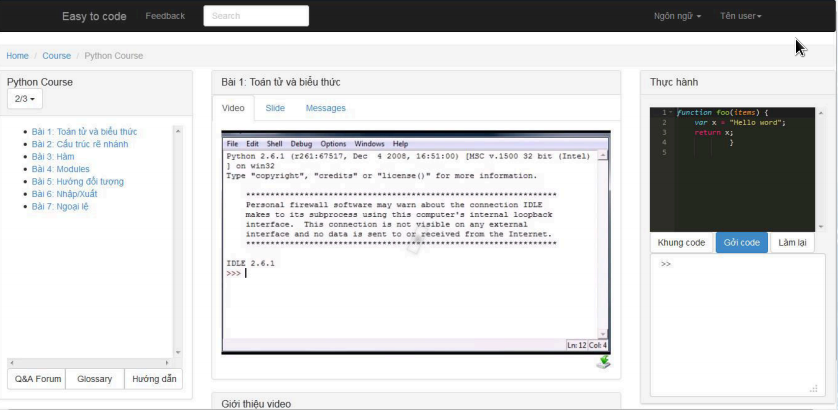 Easy to code Feedback Search Ngôn ngữ Tên user
Home / Course / Python Course
Python Course
2/3
Bài 1: Toán tử và biểu thức
Bài 2: Cấu trúc rẽ nhánh
Bài 3: Hàm
Bài 4: Modules
Bài 5: Hướng đối tượng
Bài 6: Nhập/Xuất
Bài 7: Ngoại lệ
Q&A Forum Glossary Hướng dẫn
Bài 1: Toán tử và biểu thức
Video Slide Messages
File Edit Shell Debug Options Windows Help
Python 2.6.1 (r261:67517, Dec 4 2008, 16:51:00) [MSC v.1500 32 bit (Intel)
] on win32
Type "copyright", "credits" or "license()" for more information.
****************************************************************
Personal firewall software may warn about the connection IDLE
makes to its subprocess using this computer's internal loopback
interface. This connection is not visible on any external
interface and no data is sent to or received from the Internet.
****************************************************************
IDLE 2.6.1
>>>
Ln: 12 Col: 4
Giới thiệu video
Thực hành
1 function foo(items) {
2 var x = "Hello word";
3 return x;
4 }
5
Khung code Gởi code Làm lại
>>